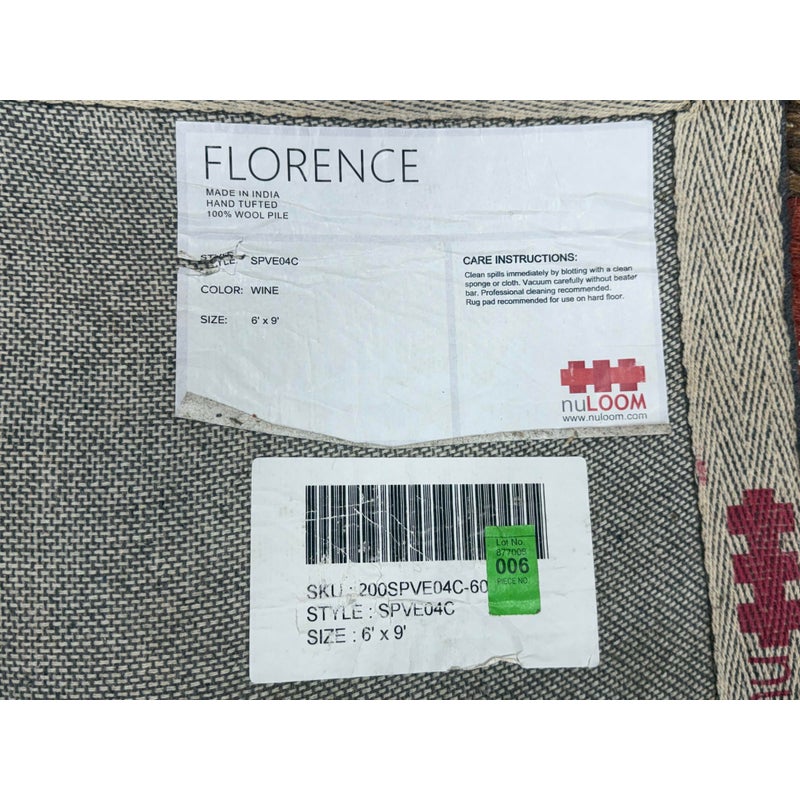 FLORENCE
MADE IN INDIA
HAND TUFTED
100% WOOL PILE
STYLE: SPVE04C
COLOR: WINE
SIZE: 6' x 9'
CARE INSTRUCTIONS:
Clean spills immediately by blotting with a clean
sponge or cloth. Vacuum carefully without beater
bar. Professional cleaning recommended.
Rug pad recommended for use on hard floor.
nuLOOM
www.nuloom.com
Lot No.
877006
006
PIECE NO.
SKU : 200SPVE04C-60
STYLE : SPVE04C
SIZE : 6' x 9'
nu